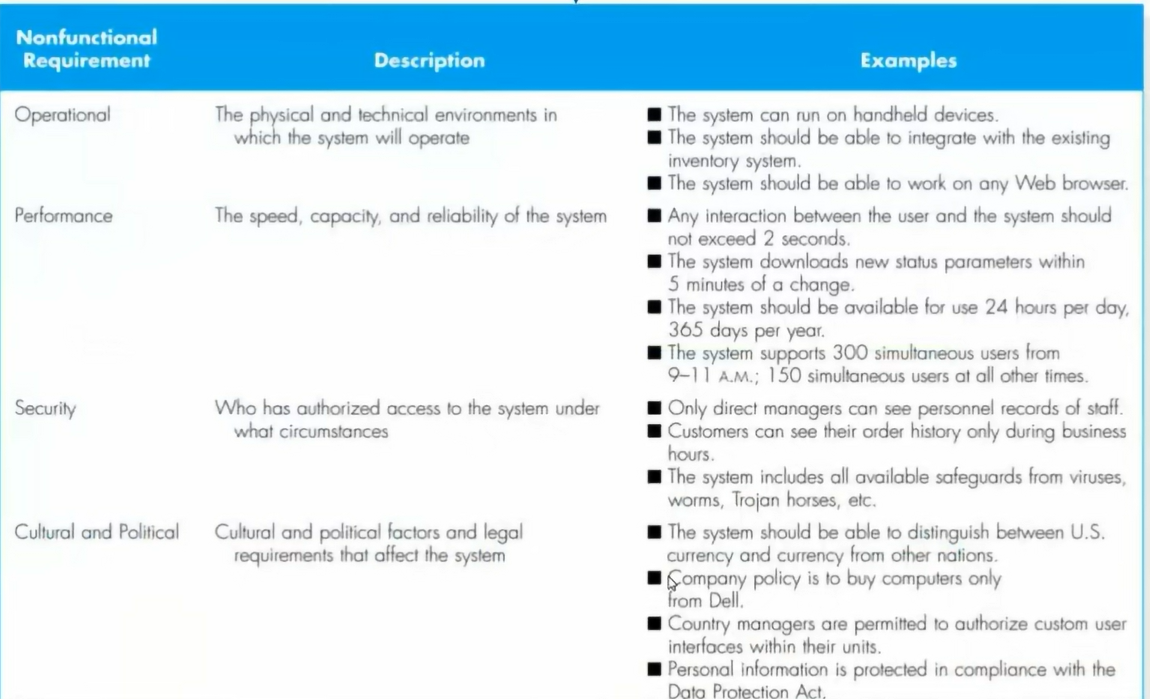 Nonfunctional
Requirement
Description
Examples
Operational
The physical and technical environments in
which the system will operate
■ The system can run on handheld devices.
■ The system should be able to integrate with the existing
inventory system.
■ The system should be able to work on any Web browser.
Performance
The speed, capacity, and reliability of the system
■ Any interaction between the user and the system should
not exceed 2 seconds.
■ The system downloads new status parameters within
5 minutes of a change.
■ The system should be available for use 24 hours per day,
365 days per year.
■ The system supports 300 simultaneous users from
9–11 A.M.; 150 simultaneous users at all other times.
Security
Who has authorized access to the system under
what circumstances
■ Only direct managers can see personnel records of staff.
■ Customers can see their order history only during business
hours.
■ The system includes all available safeguards from viruses,
worms, Trojan horses, etc.
Cultural and Political
Cultural and political factors and legal
requirements that affect the system
■ The system should be able to distinguish between U.S.
currency and currency from other nations.
■ Company policy is to buy computers only
from Dell.
■ Country managers are permitted to authorize custom user
interfaces within their units.
■ Personal information is protected in compliance with the
Data Protection Act.